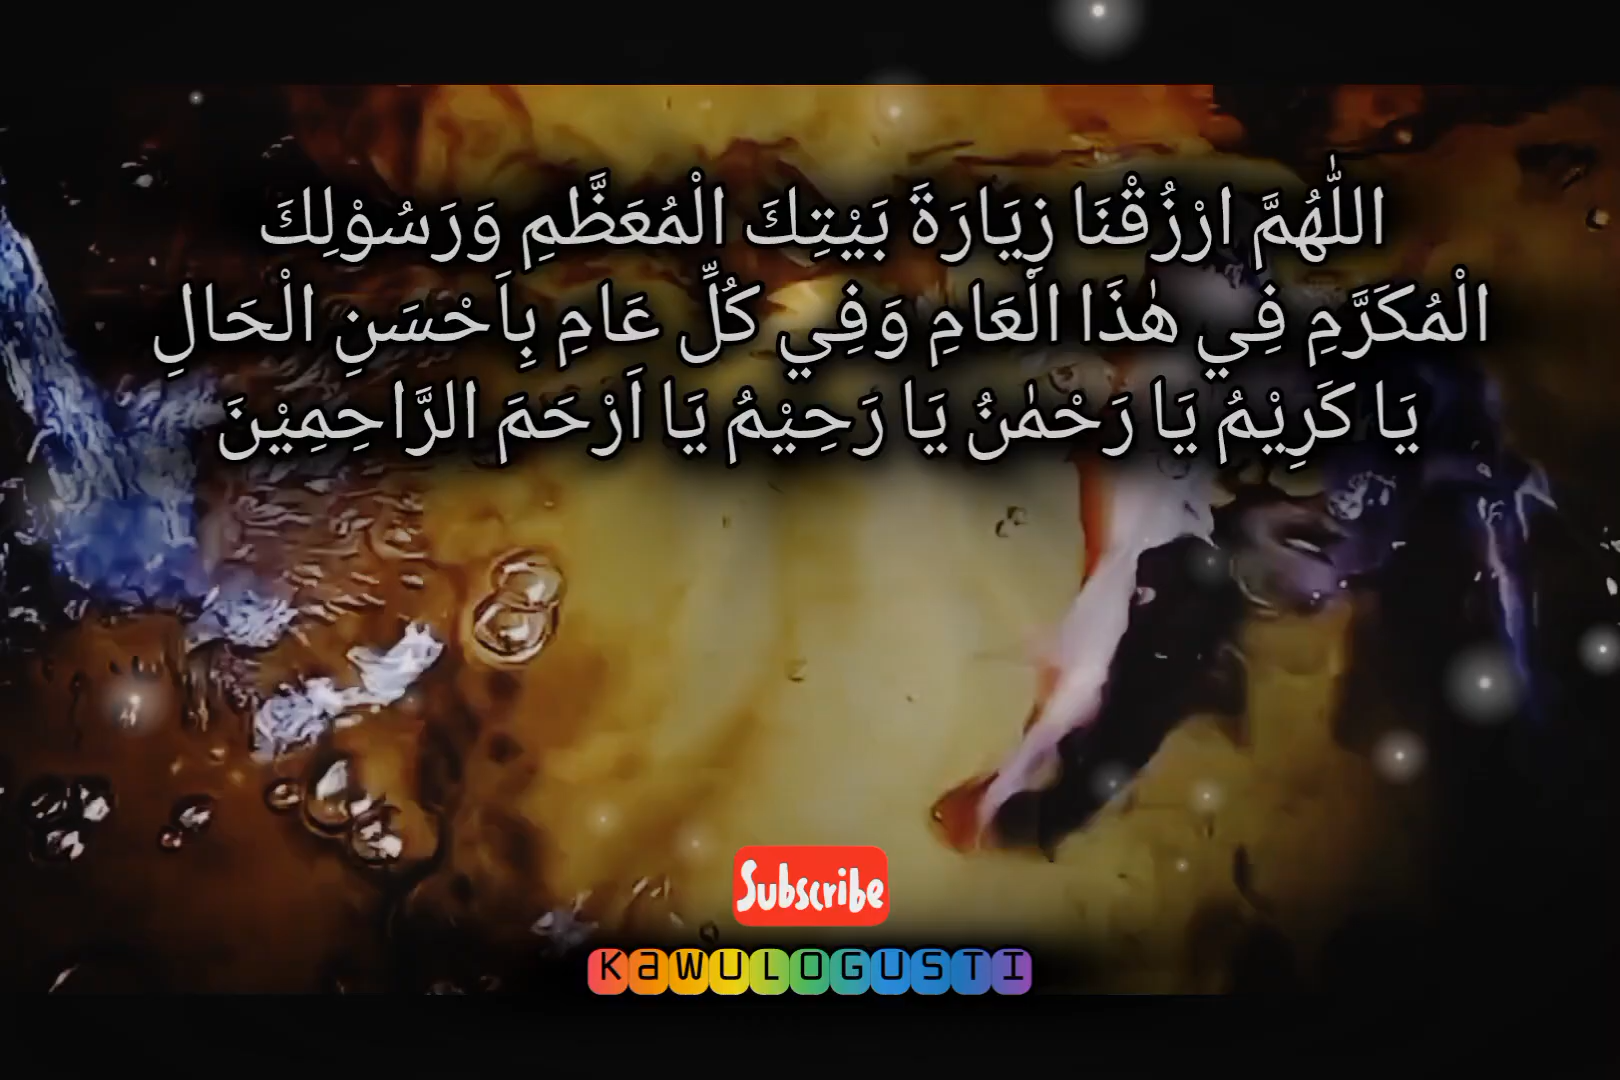 اللّٰهُمَّ ارْزُقْنَا زِيَارَةَ بَيْتِكَ الْمُعَظَّمِ وَرَسُوْلِكَ
الْمُكَرَّمِ فِي هٰذَا الْعَامِ وَفِي كُلِّ عَامِ بِاَحْسَنِ الْحَالِ
يَا كَرِيْمُ يَا رَحْمٰنُ يَا رَحِيْمُ يَا اَرْحَمَ الرَّاحِمِيْنَ
Subscribe
KaWULOGUSTI